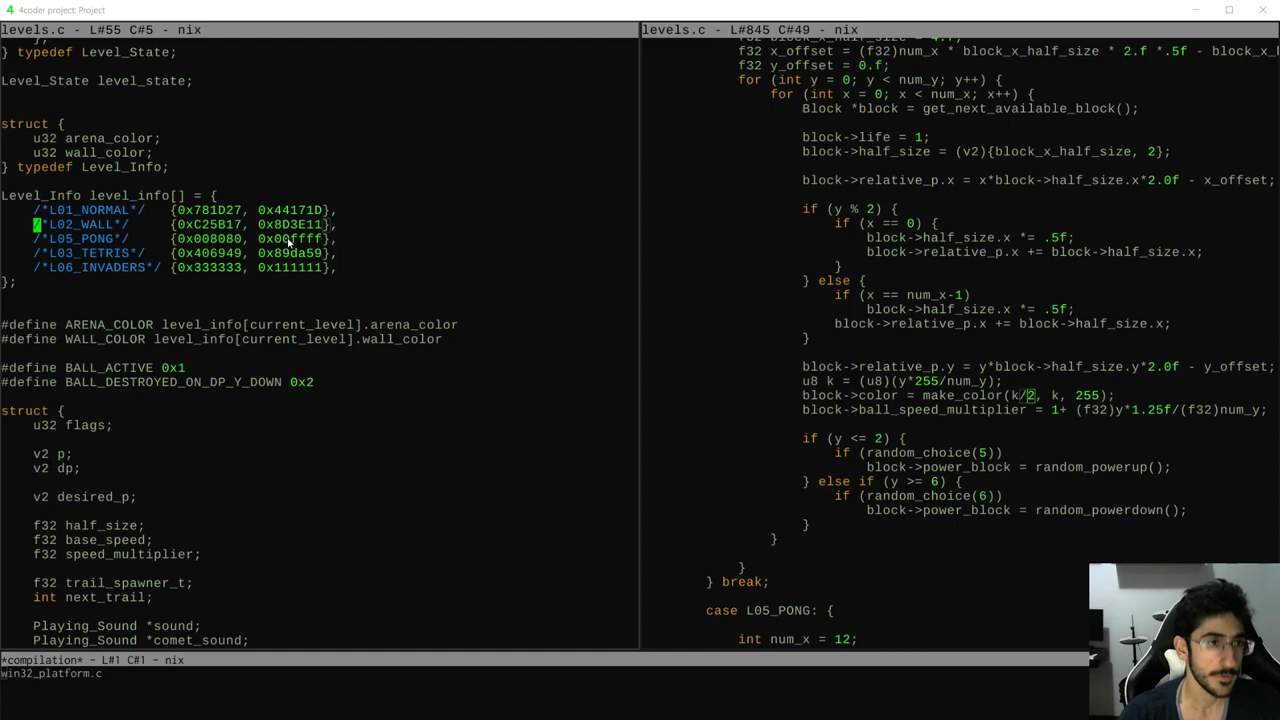 4 4coder project: Project
levels.c - L#55 C#5 - nix
} typedef Level_State;
Level_State level_state;
struct {
u32 arena_color;
u32 wall_color;
} typedef Level_Info;
Level_Info level_info[] = {
/*L01_NORMAL*/ {0x781D27, 0x44171D},
/*L02_WALL*/ {0xC25B17, 0x8D3E11},
/*L05_PONG*/ {0x008080, 0x00ffff},
/*L03_TETRIS*/ {0x406949, 0x89da59},
/*L06_INVADERS*/ {0x333333, 0x111111},
};
#define ARENA_COLOR level_info[current_level].arena_color
#define WALL_COLOR level_info[current_level].wall_color
#define BALL_ACTIVE 0x1
#define BALL_DESTROYED_ON_DP_Y_DOWN 0x2
struct {
u32 flags;
v2 p;
v2 dp;
v2 desired_p;
f32 half_size;
f32 base_speed;
f32 speed_multiplier;
f32 trail_spawner_t;
int next_trail;
Playing_Sound *sound;
Playing_Sound *comet_sound;
levels.c - L#845 C#49 - nix
f32 x_offset = (f32)num_x * block_x_half_size * 2.f *.5f - block_x_h
f32 y_offset = 0.f;
for (int y = 0; y < num_y; y++) {
for (int x = 0; x < num_x; x++) {
Block *block = get_next_available_block();
block->life = 1;
block->half_size = (v2){block_x_half_size, 2};
block->relative_p.x = x*block->half_size.x*2.0f - x_offset;
if (y % 2) {
if (x == 0) {
block->half_size.x *= .5f;
block->relative_p.x += block->half_size.x;
}
} else {
if (x == num_x-1)
block->half_size.x *= .5f;
block->relative_p.x += block->half_size.x;
}
block->relative_p.y = y*block->half_size.y*2.0f - y_offset;
u8 k = (u8)(y*255/num_y);
block->color = make_color(k/2, k, 255);
block->ball_speed_multiplier = 1+ (f32)y*1.25f/(f32)num_y;
if (y <= 2) {
if (random_choice(5))
block->power_block = random_powerup();
} else if (y >= 6) {
if (random_choice(6))
block->power_block = random_powerdown();
}
}
}
} break;
case L05_PONG: {
int num_x = 12;
*compilation* - L#1 C#1 - nix
win32_platform.c